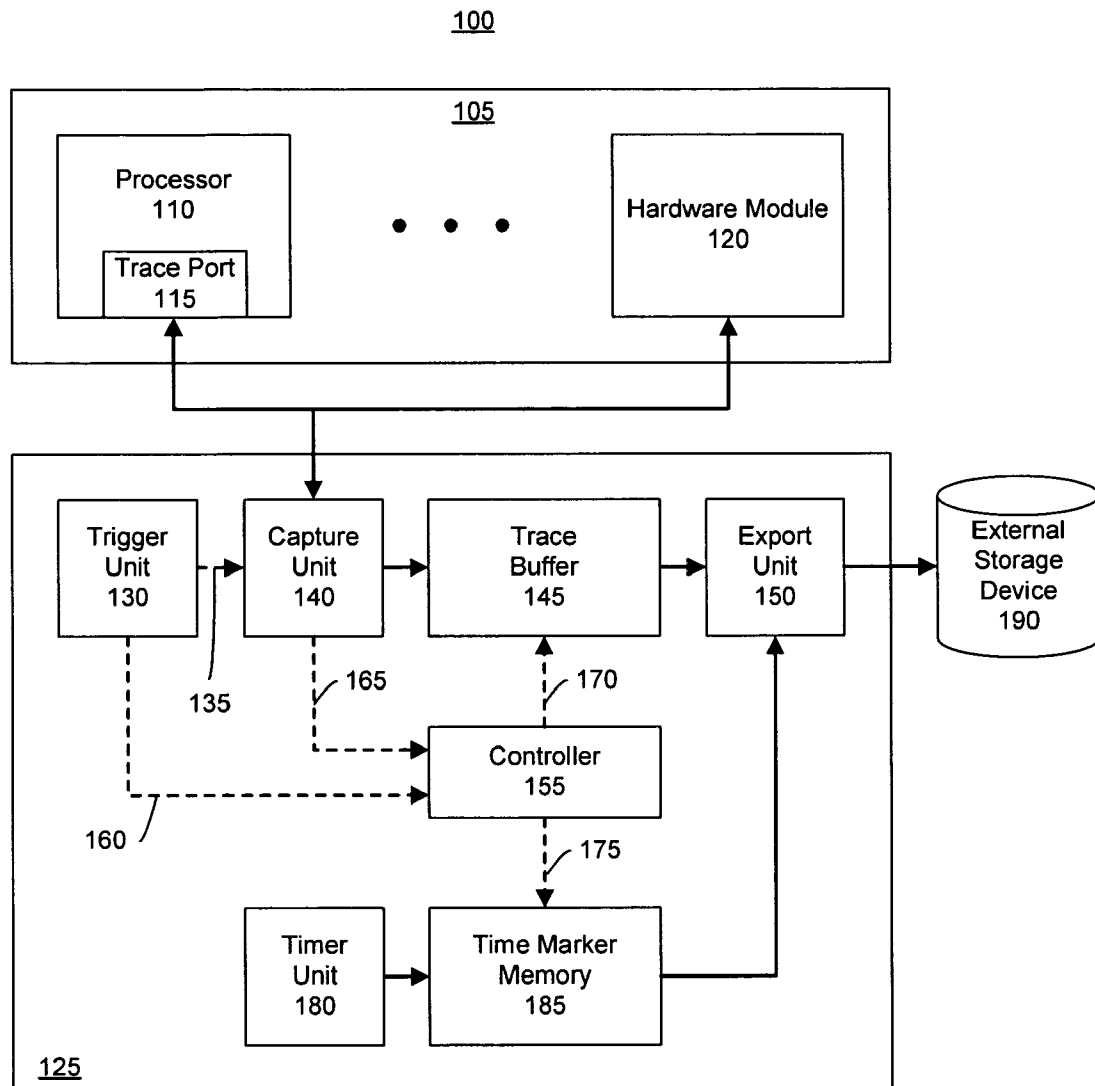 100
105
Processor
110
Trace Port
115
Hardware Module
120
Trigger
Unit
130
Capture
Unit
140
Trace
Buffer
145
Export
Unit
150
External
Storage
Device
190
135
165
170
Controller
155
160
175
Timer
Unit
180
Time Marker
Memory
185
125